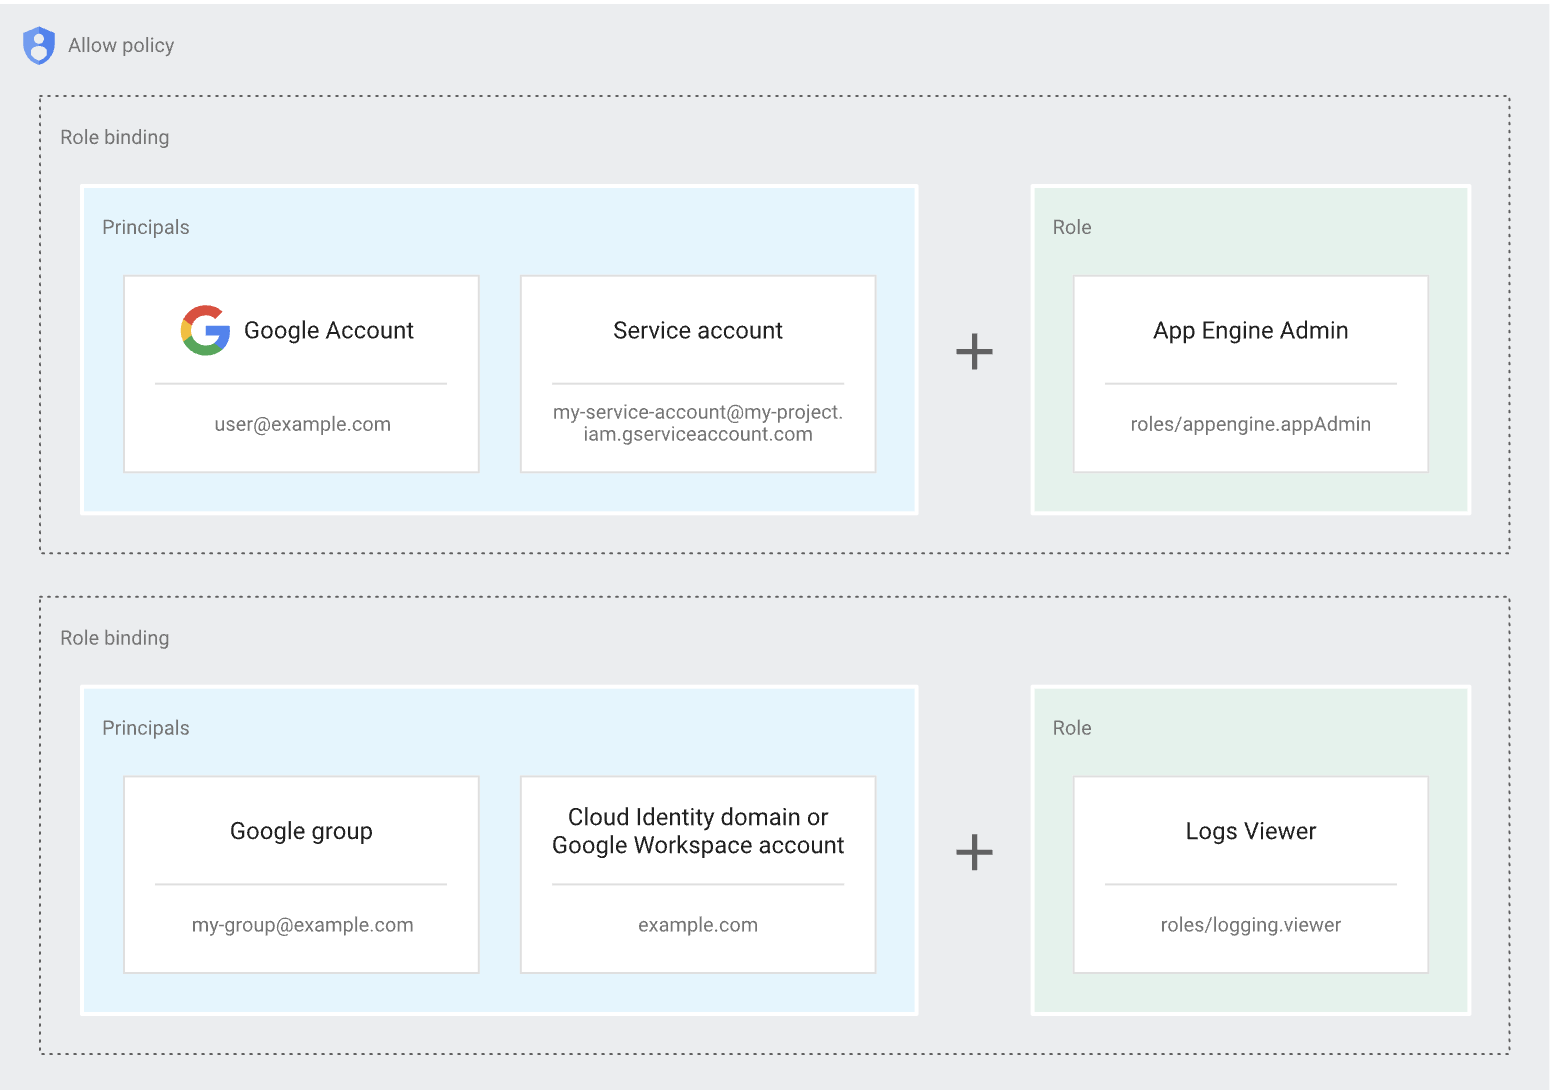 Allow policy
Role binding
Principals
Google Account
user@example.com
Service account
my-service-account@my-project.
iam.gserviceaccount.com
+
Role
App Engine Admin
roles/appengine.appAdmin
Role binding
Principals
Google group
my-group@example.com
Cloud Identity domain or
Google Workspace account
example.com
+
Role
Logs Viewer
roles/logging.viewer